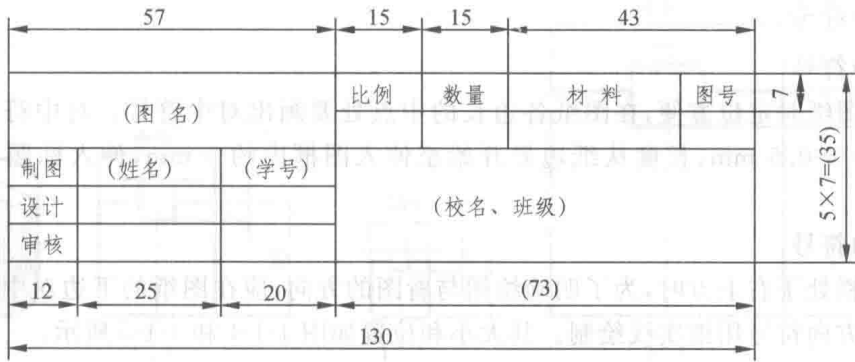 57 15 15 43
比例 数量 材料 图号 7
(图名)
制图 (姓名) (学号)
设计 (校名、班级) 5×7=(35)
审核
12 25 20 (73)
130